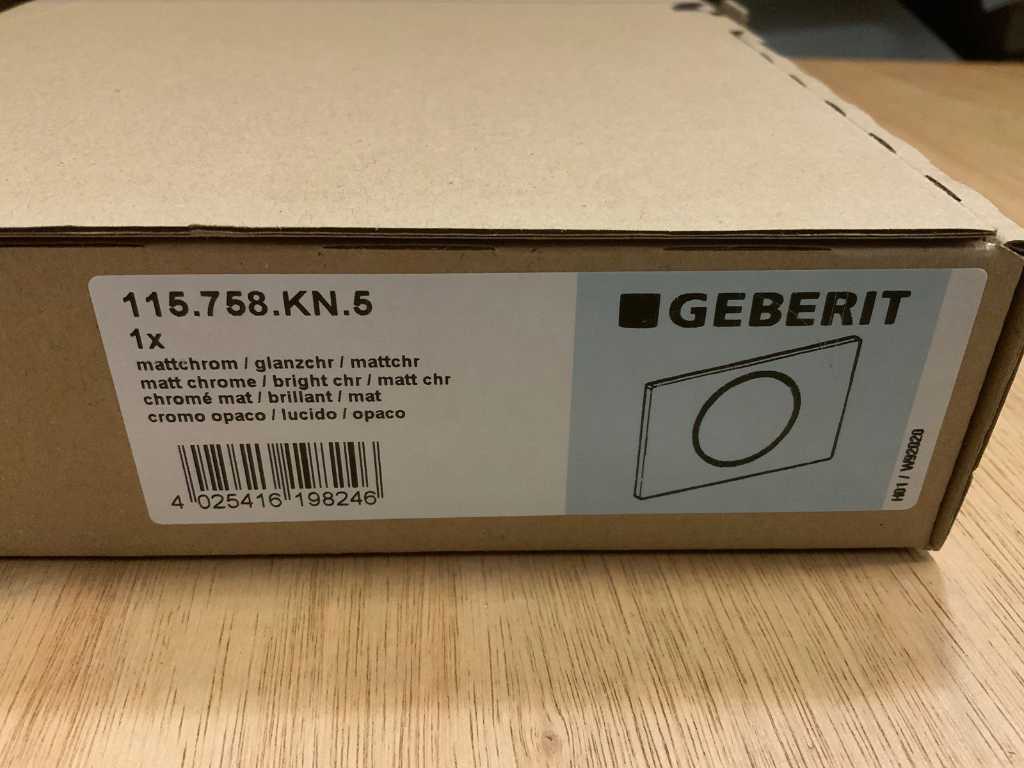 115.758.KN.5
1x
mattchrom / glanzchr / mattchr
matt chrome / bright chr / matt chr
chromé mat / brillant / mat
cromo opaco / lucido / opaco
4 025416 198246
GEBERIT
H01 / W92020